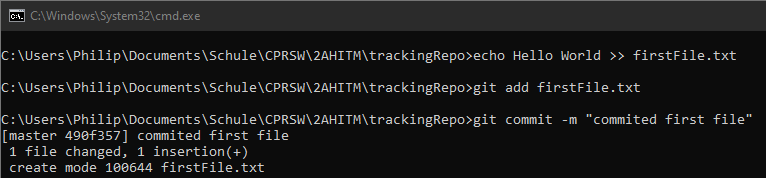 C:\Windows\System32\cmd.exe
C:\Users\Philip\Documents\Schule\CPRSW\2AHITM\trackingRepo>echo Hello World >> firstFile.txt
C:\Users\Philip\Documents\Schule\CPRSW\2AHITM\trackingRepo>git add firstFile.txt
C:\Users\Philip\Documents\Schule\CPRSW\2AHITM\trackingRepo>git commit -m "commited first file"
[master 490f357] commited first file
 1 file changed, 1 insertion(+)
 create mode 100644 firstFile.txt